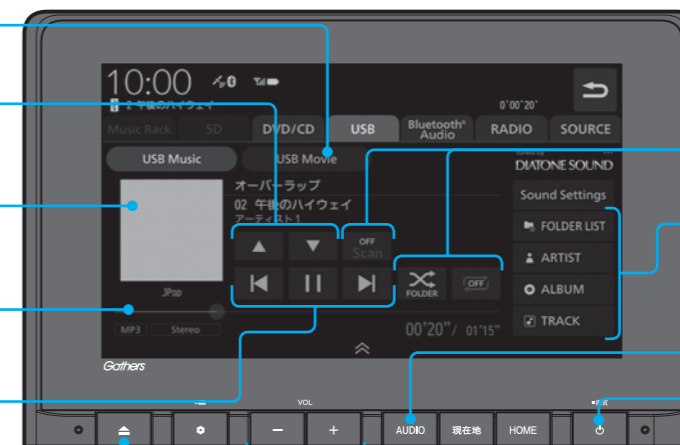 10:00
2 午後のハイウェイ
0'00'20'
Music Rack SD DVD/CD USB Bluetooth® Audio RADIO SOURCE
USB Music USB Movie
DIATONE SOUND
オーバーラップ
02 午後のハイウェイ
アーティスト1
Sound Settings
OFF
Scan
FOLDER LIST
ARTIST
FOLDER
OFF
ALBUM
JPop
TRACK
MP3 Stereo
00'20"/ 01'15"
Gathers
VOL
− + AUDIO 現在地 HOME